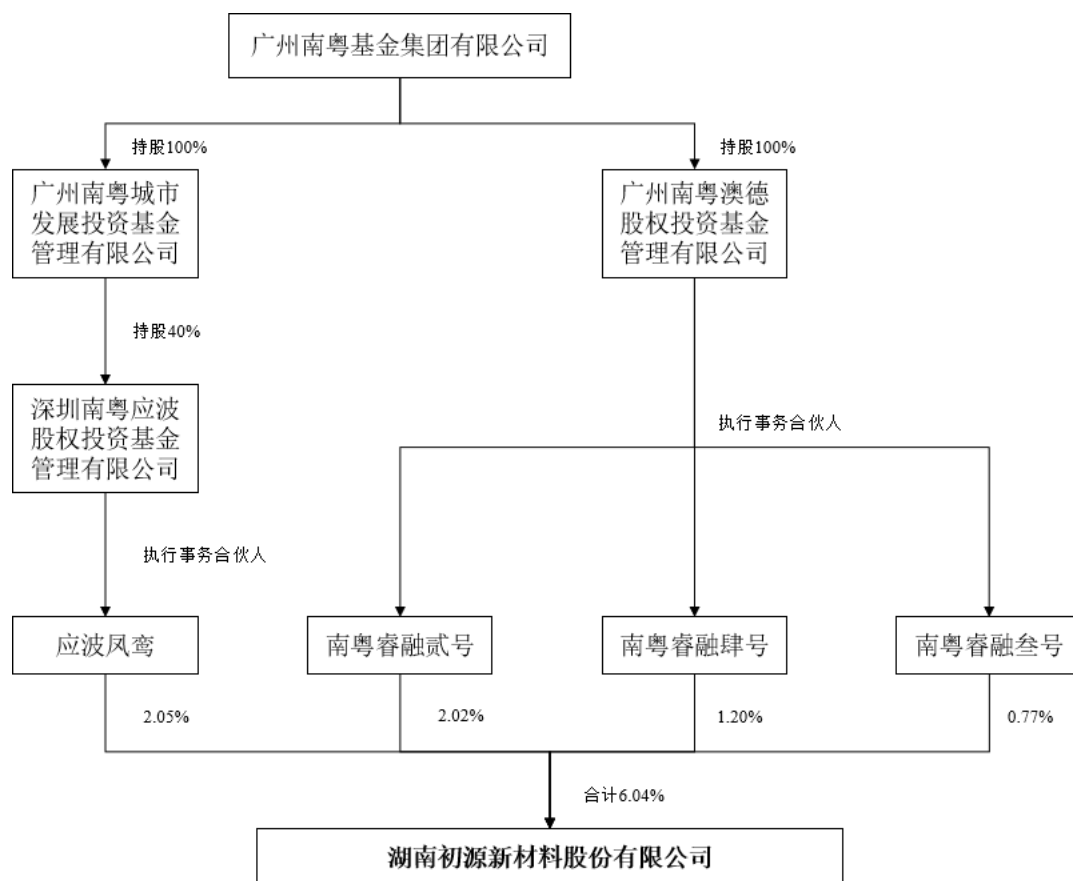 广州南粤基金集团有限公司
持股100%
持股100%
广州南粤城市
发展投资基金
管理有限公司
广州南粤澳德
股权投资基金
管理有限公司
持股40%
深圳南粤应波
股权投资基金
管理有限公司
执行事务合伙人
执行事务合伙人
应波凤鸾
南粤睿融贰号
南粤睿融肆号
南粤睿融叁号
2.05%
2.02%
1.20%
0.77%
合计6.04%
湖南初源新材料股份有限公司